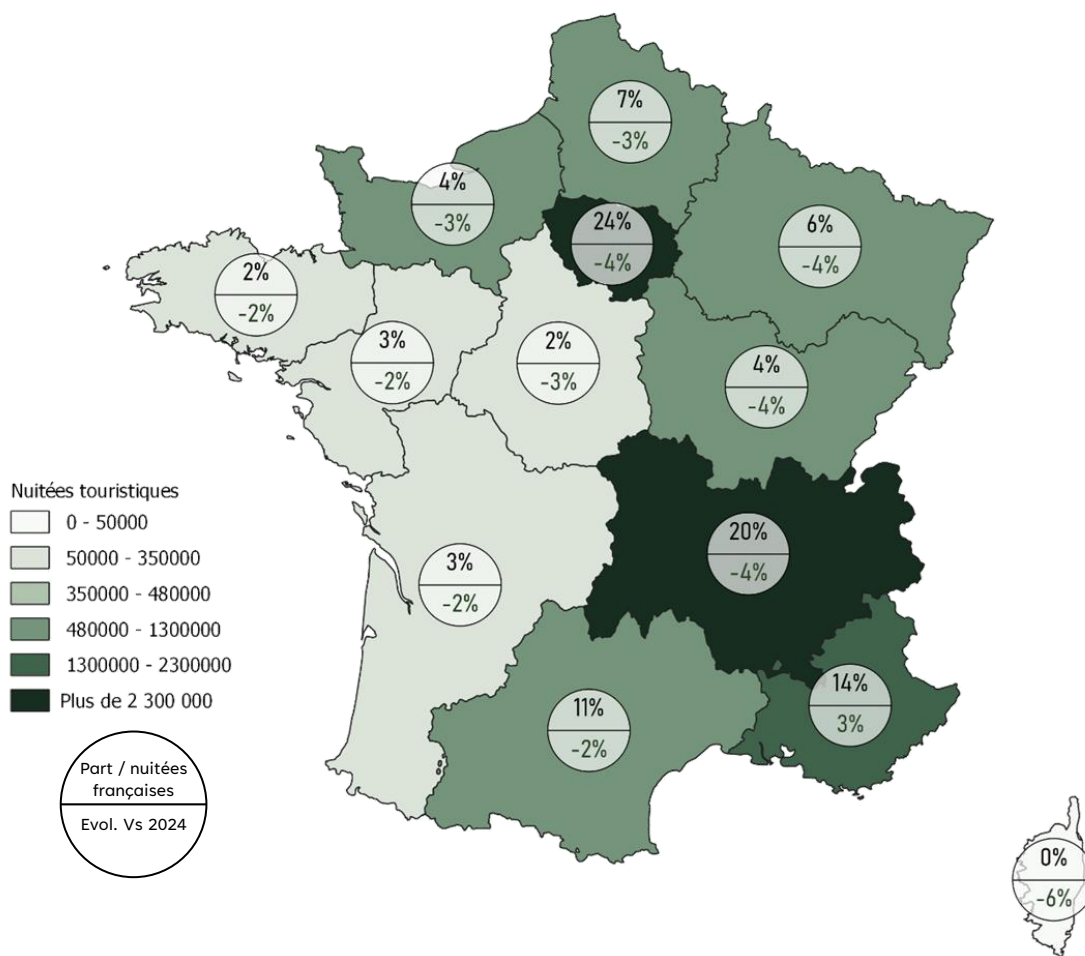 7%
-3%
4%
-3%
24%
-4%
6%
-4%
2%
-2%
3%
-2%
2%
-3%
4%
-4%
Nuitées touristiques
0 - 50000
50000 - 350000
350000 - 480000
480000 - 1300000
1300000 - 2300000
Plus de 2 300 000
20%
-4%
3%
-2%
14%
3%
11%
-2%
Part / nuitées
françaises
Evol. Vs 2024
0%
-6%